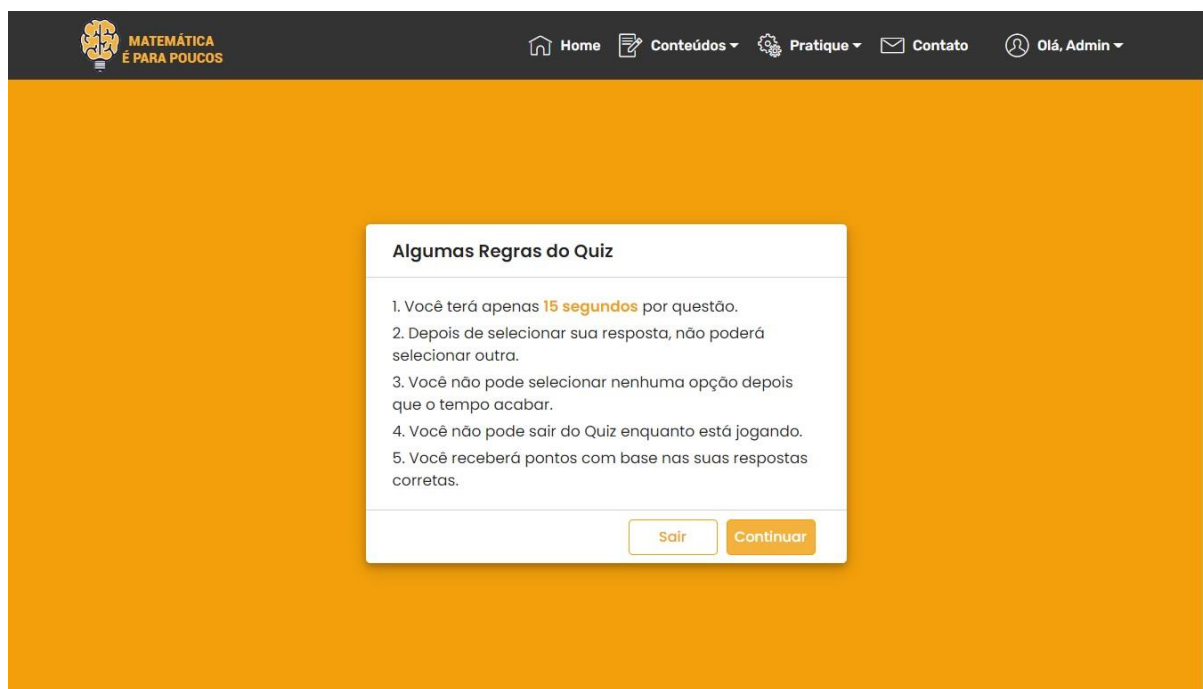 MATEMÁTICA
É PARA POUCOS
Home
Conteúdos
Pratique
Contato
Olá, Admin
Algumas Regras do Quiz
1. Você terá apenas 15 segundos por questão.
2. Depois de selecionar sua resposta, não poderá
selecionar outra.
3. Você não pode selecionar nenhuma opção depois
que o tempo acabar.
4. Você não pode sair do Quiz enquanto está jogando.
5. Você receberá pontos com base nas suas respostas
corretas.
Sair
Continuar